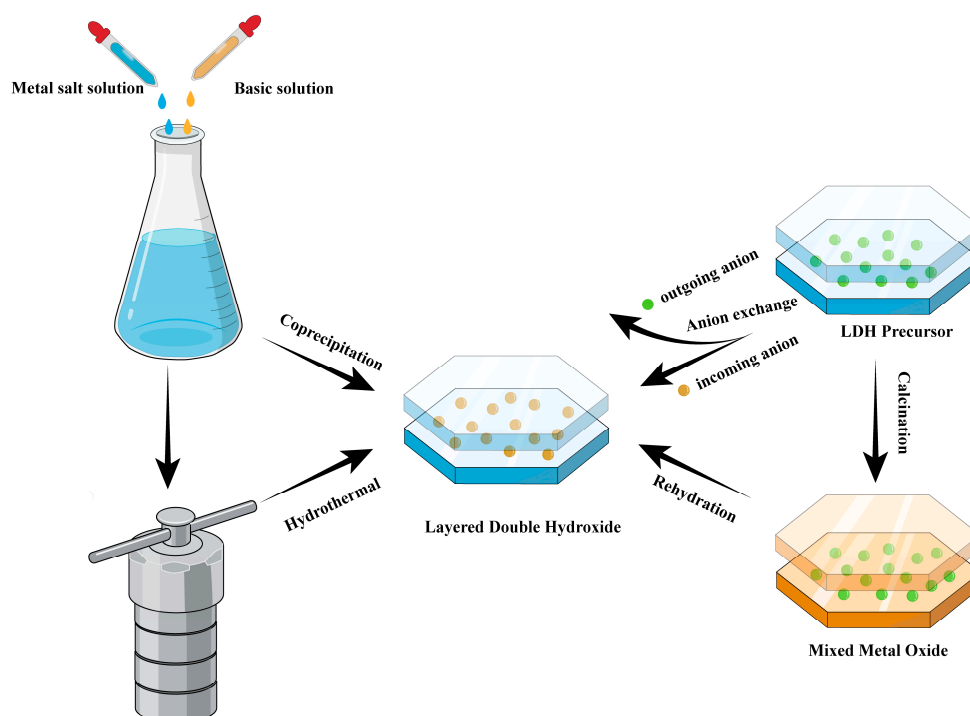 Metal salt solution
Basic solution
outgoing anion
Anion exchange
incoming anion
LDH Precursor
Coprecipitation
Calcination
Hydrothermal
Layered Double Hydroxide
Rehydration
Mixed Metal Oxide